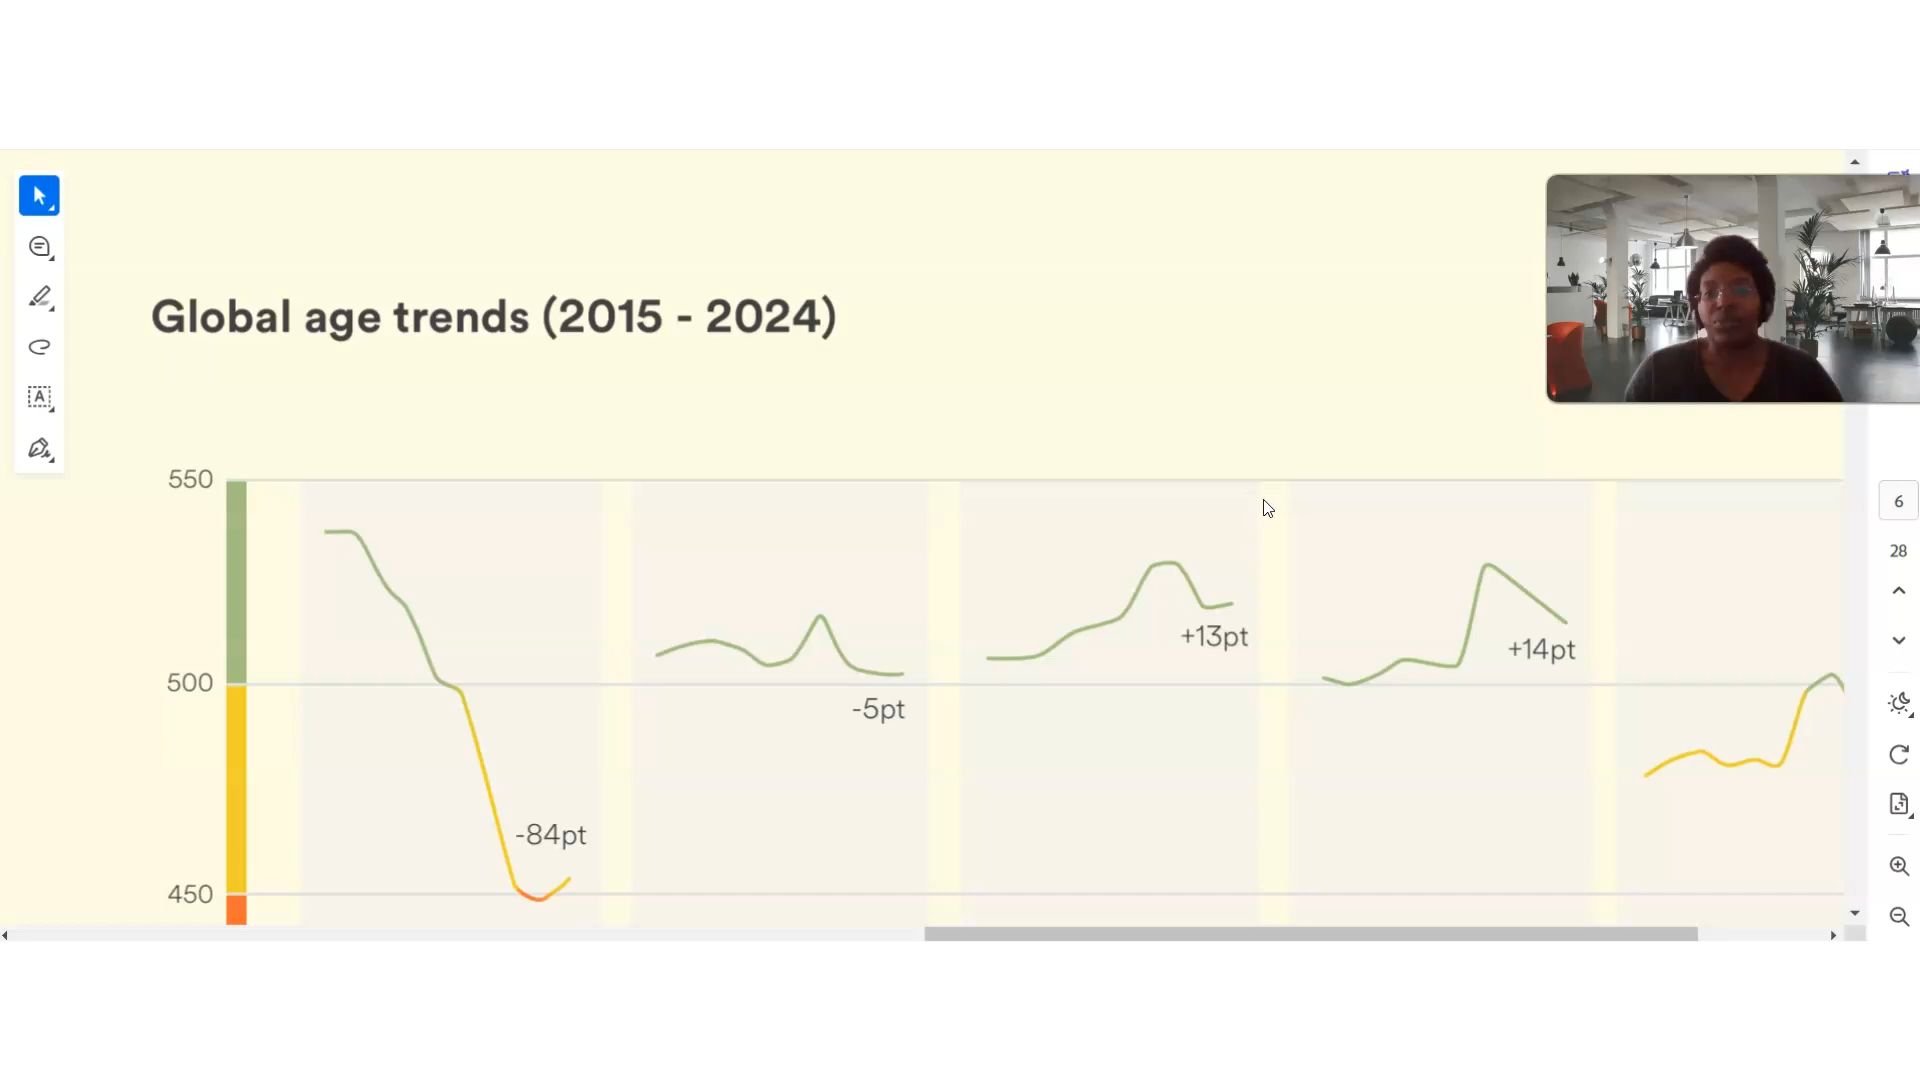 Global age trends (2015 - 2024)
550
500
450
-84pt
-5pt
+13pt
+14pt
6
28
A